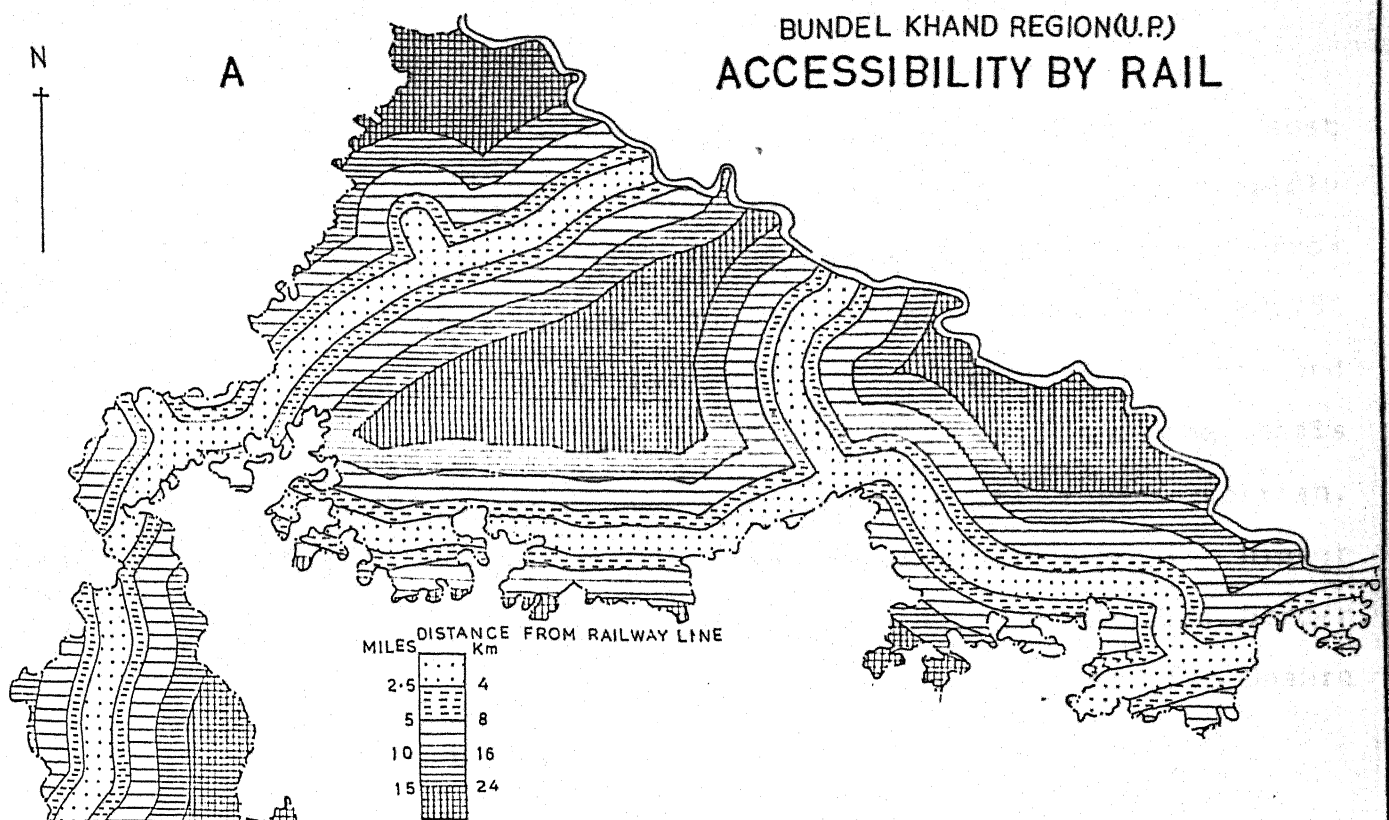 BUNDEL KHAND REGION(U.P.)
ACCESSIBILITY BY RAIL
N
A
DISTANCE FROM RAILWAY LINE
MILES Km
2.5 4
5 8
10 16
15 24